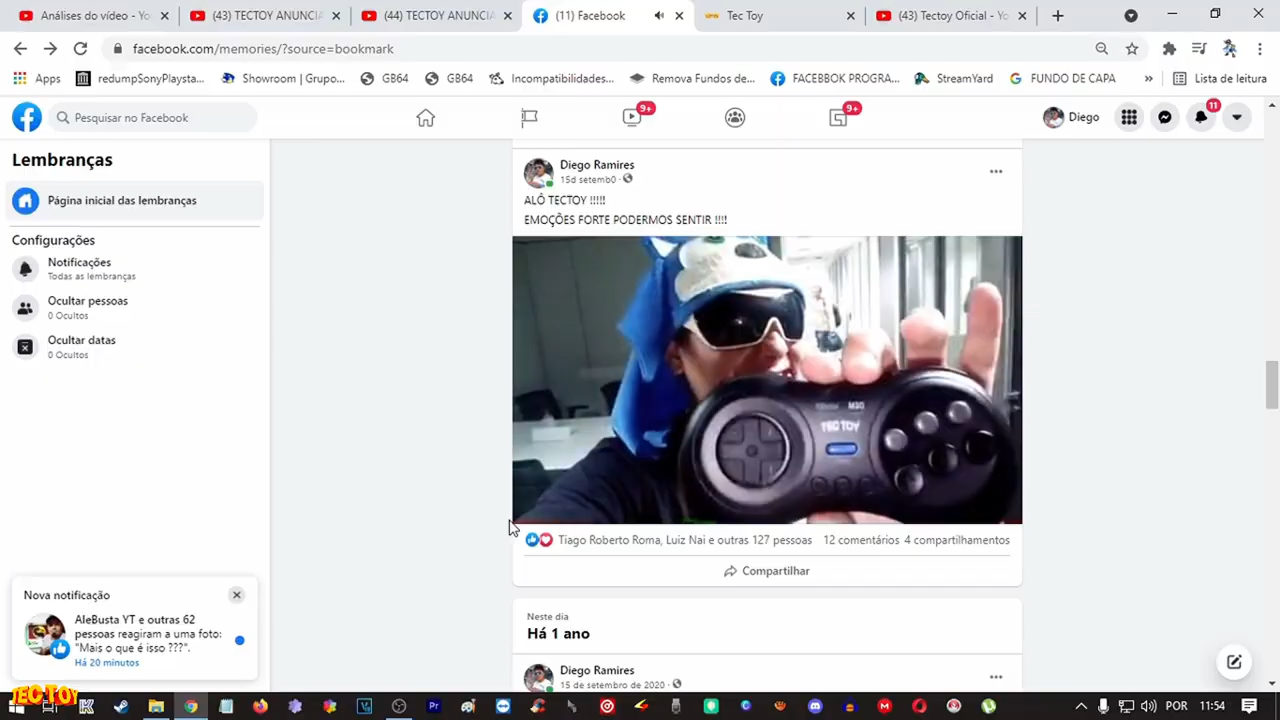 Análises do vídeo - Yo
(43) TECTOY ANUNCIA
(44) TECTOY ANUNCIA
(11) Facebook
Tec Toy
(43) Tectoy Oficial - Yo
facebook.com/memories/?source=bookmark
Apps
redumpSonyPlaysta...
Showroom | Grupo...
GB64
GB64
Incompatibilidades...
Remova Fundos de...
FACEBBOK PROGRA...
StreamYard
FUNDO DE CAPA
»
Lista de leitura
Pesquisar no Facebook
9+
9+
Diego
11
Lembranças
Página inicial das lembranças
Configurações
Notificações
Todas as lembranças
Ocultar pessoas
0 Ocultos
Ocultar datas
0 Ocultos
Diego Ramires
15d setemb0 ·
ALÔ TECTOY !!!!!
EMOÇÕES FORTE PODERMOS SENTIR !!!!
M30
TEC TOY
Tiago Roberto Roma, Luiz Nai e outras 127 pessoas 12 comentários 4 compartilhamentos
Compartilhar
Neste dia
Há 1 ano
Diego Ramires
15 de setembro de 2020 ·
Nova notificação
AleBusta YT e outras 62
pessoas reagiram a uma foto:
"Mais o que é isso ???".
Há 20 minutos
TEC TOY
POR
11:54